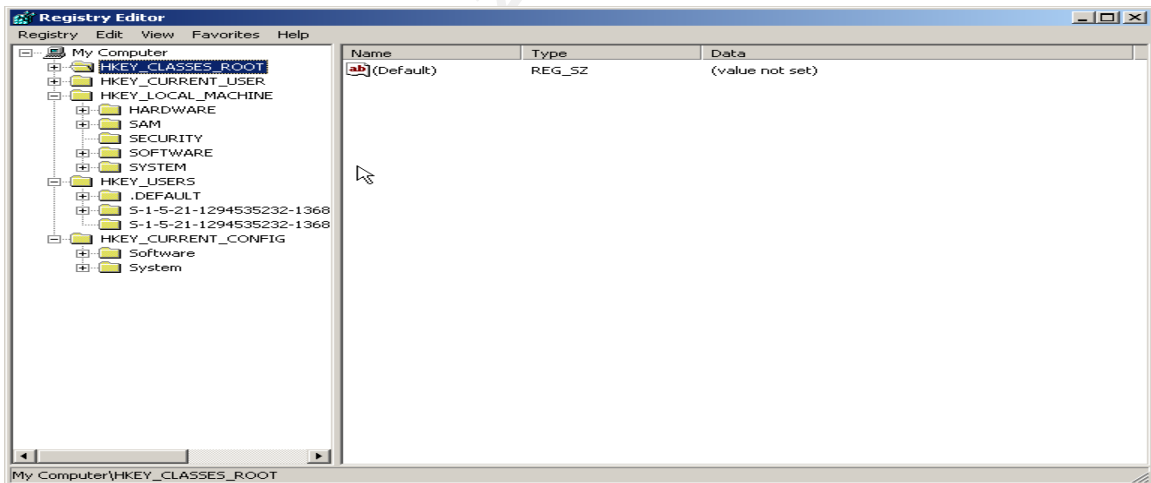 Registry Editor
Registry Edit View Favorites Help
My Computer
HKEY_CLASSES_ROOT
HKEY_CURRENT_USER
HKEY_LOCAL_MACHINE
HARDWARE
SAM
SECURITY
SOFTWARE
SYSTEM
HKEY_USERS
.DEFAULT
S-1-5-21-1294535232-1368
S-1-5-21-1294535232-1368
HKEY_CURRENT_CONFIG
Software
System
Name Type Data
ab (Default) REG_SZ (value not set)
My Computer\HKEY_CLASSES_ROOT